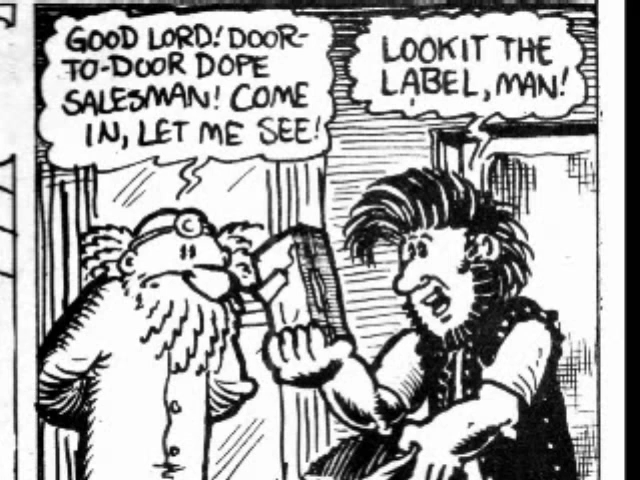 GOOD LORD! DOOR-
TO-DOOR DOPE
SALESMAN! COME
IN, LET ME SEE!
LOOKIT THE
LABEL, MAN!